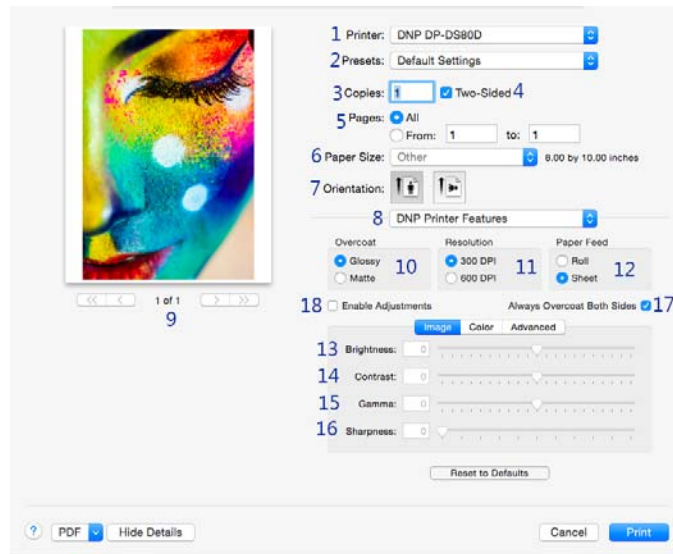 1 Printer: DNP DP-DS80D
2 Presets: Default Settings
3 Copies: 1 Two-Sided 4
5 Pages: All
From: 1 to: 1
6 Paper Size: Other 8.00 by 10.00 inches
7 Orientation:
8 DNP Printer Features
Overcoat Resolution Paper Feed
Glossy 300 DPI Roll
10 11 12
Matte 600 DPI Sheet
<< < 1 of 1 > >>
9
18 Enable Adjustments Always Overcoat Both Sides 17
Image Color Advanced
13 Brightness: 0
14 Contrast: 0
15 Gamma: 0
16 Sharpness: 0
Reset to Defaults
? PDF Hide Details Cancel Print